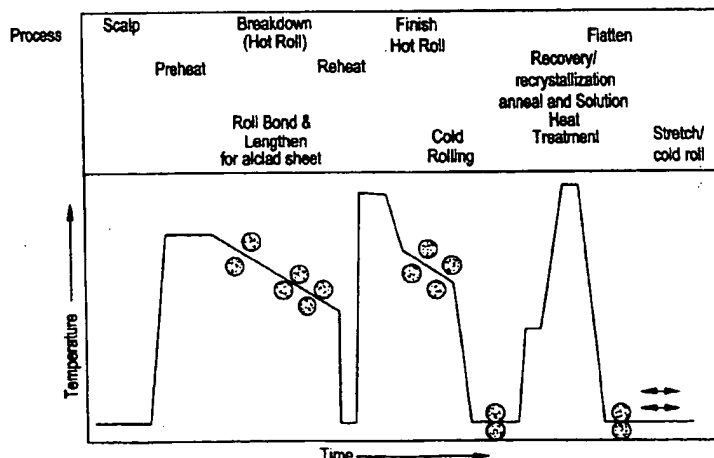 Process
Scalp
Preheat
Breakdown
(Hot Roll)
Roll Bond &
Lengthen
for alclad sheet
Reheat
Finish
Hot Roll
Cold
Rolling
Flatten
Recovery/
recrystallization
anneal and Solution
Heat
Treatment
Stretch/
cold roll
Temperature
Time